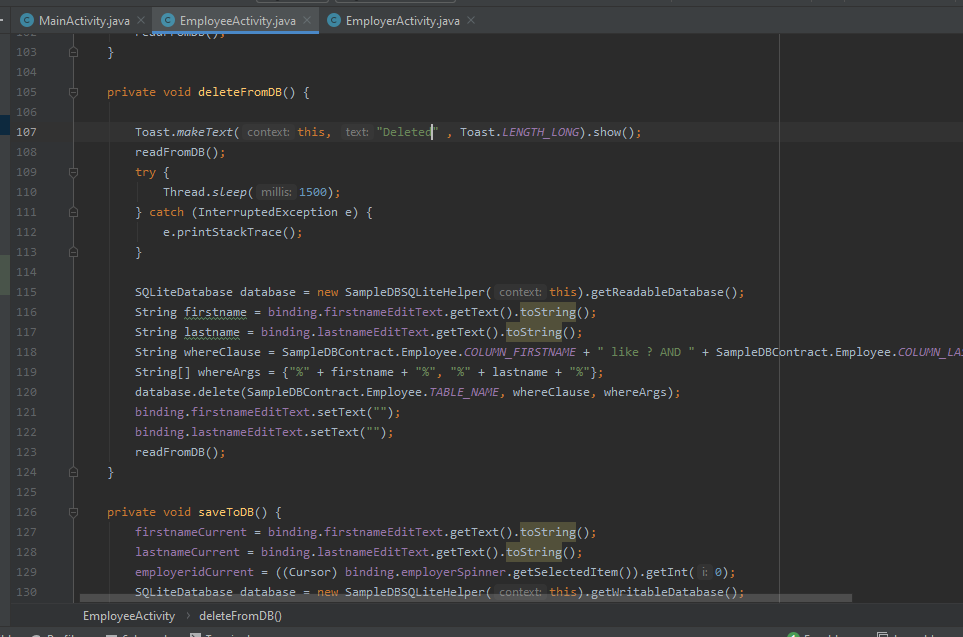 MainActivity.java
EmployeeActivity.java
EmployerActivity.java
103 }
104
105 private void deleteFromDB() {
106
107 Toast.makeText( context: this, text: "Deleted" , Toast.LENGTH_LONG).show();
108 readFromDB();
109 try {
110 Thread.sleep( millis: 1500);
111 } catch (InterruptedException e) {
112 e.printStackTrace();
113 }
114
115 SQLiteDatabase database = new SampleDBSQLiteHelper( context: this).getReadableDatabase();
116 String firstname = binding.firstnameEditText.getText().toString();
117 String lastname = binding.lastnameEditText.getText().toString();
118 String whereClause = SampleDBContract.Employee.COLUMN_FIRSTNAME + " like ? AND " + SampleDBContract.Employee.COLUMN_LAS
119 String[] whereArgs = {"%" + firstname + "%", "%" + lastname + "%"};
120 database.delete(SampleDBContract.Employee.TABLE_NAME, whereClause, whereArgs);
121 binding.firstnameEditText.setText("");
122 binding.lastnameEditText.setText("");
123 readFromDB();
124 }
125
126 private void saveToDB() {
127 firstnameCurrent = binding.firstnameEditText.getText().toString();
128 lastnameCurrent = binding.lastnameEditText.getText().toString();
129 employeridCurrent = ((Cursor) binding.employerSpinner.getSelectedItem()).getInt( i: 0);
130 SQLiteDatabase database = new SampleDBSQLiteHelper( context: this).getWritableDatabase();
EmployeeActivity > deleteFromDB()